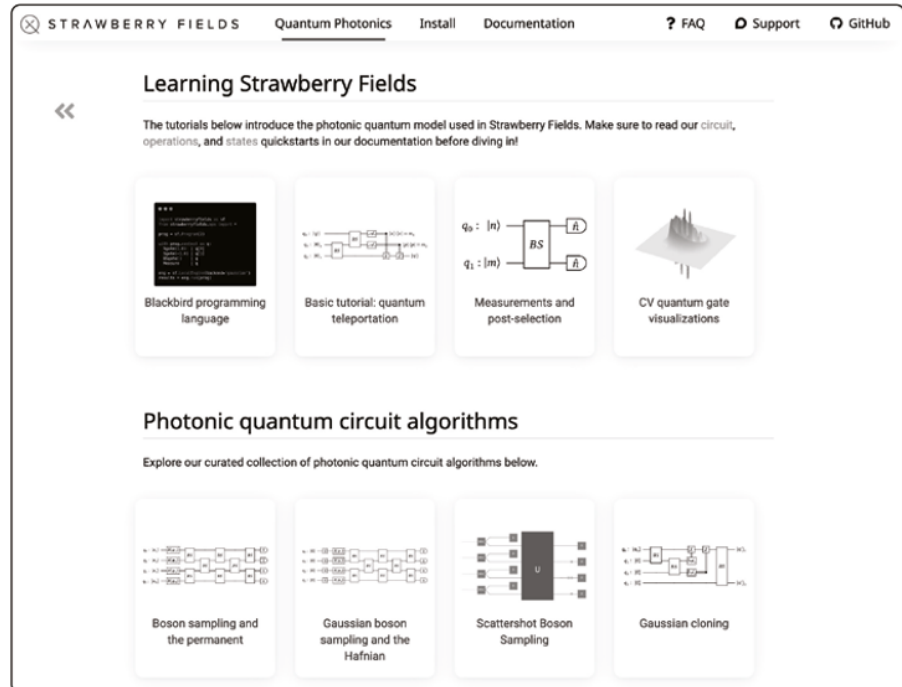 STRAWBERRY FIELDS Quantum Photonics Install Documentation ? FAQ Support GitHub
Learning Strawberry Fields
The tutorials below introduce the photonic quantum model used in Strawberry Fields. Make sure to read our circuit,
operations, and states quickstarts in our documentation before diving in!
q₀ : |n⟩ BS n̂
q₁ : |m⟩ n̂
Blackbird programming
language
Basic tutorial: quantum
teleportation
Measurements and
post-selection
CV quantum gate
visualizations
Photonic quantum circuit algorithms
Explore our curated collection of photonic quantum circuit algorithms below.
U
Boson sampling and
the permanent
Gaussian boson
sampling and the
Hafnian
Scattershot Boson
Sampling
Gaussian cloning